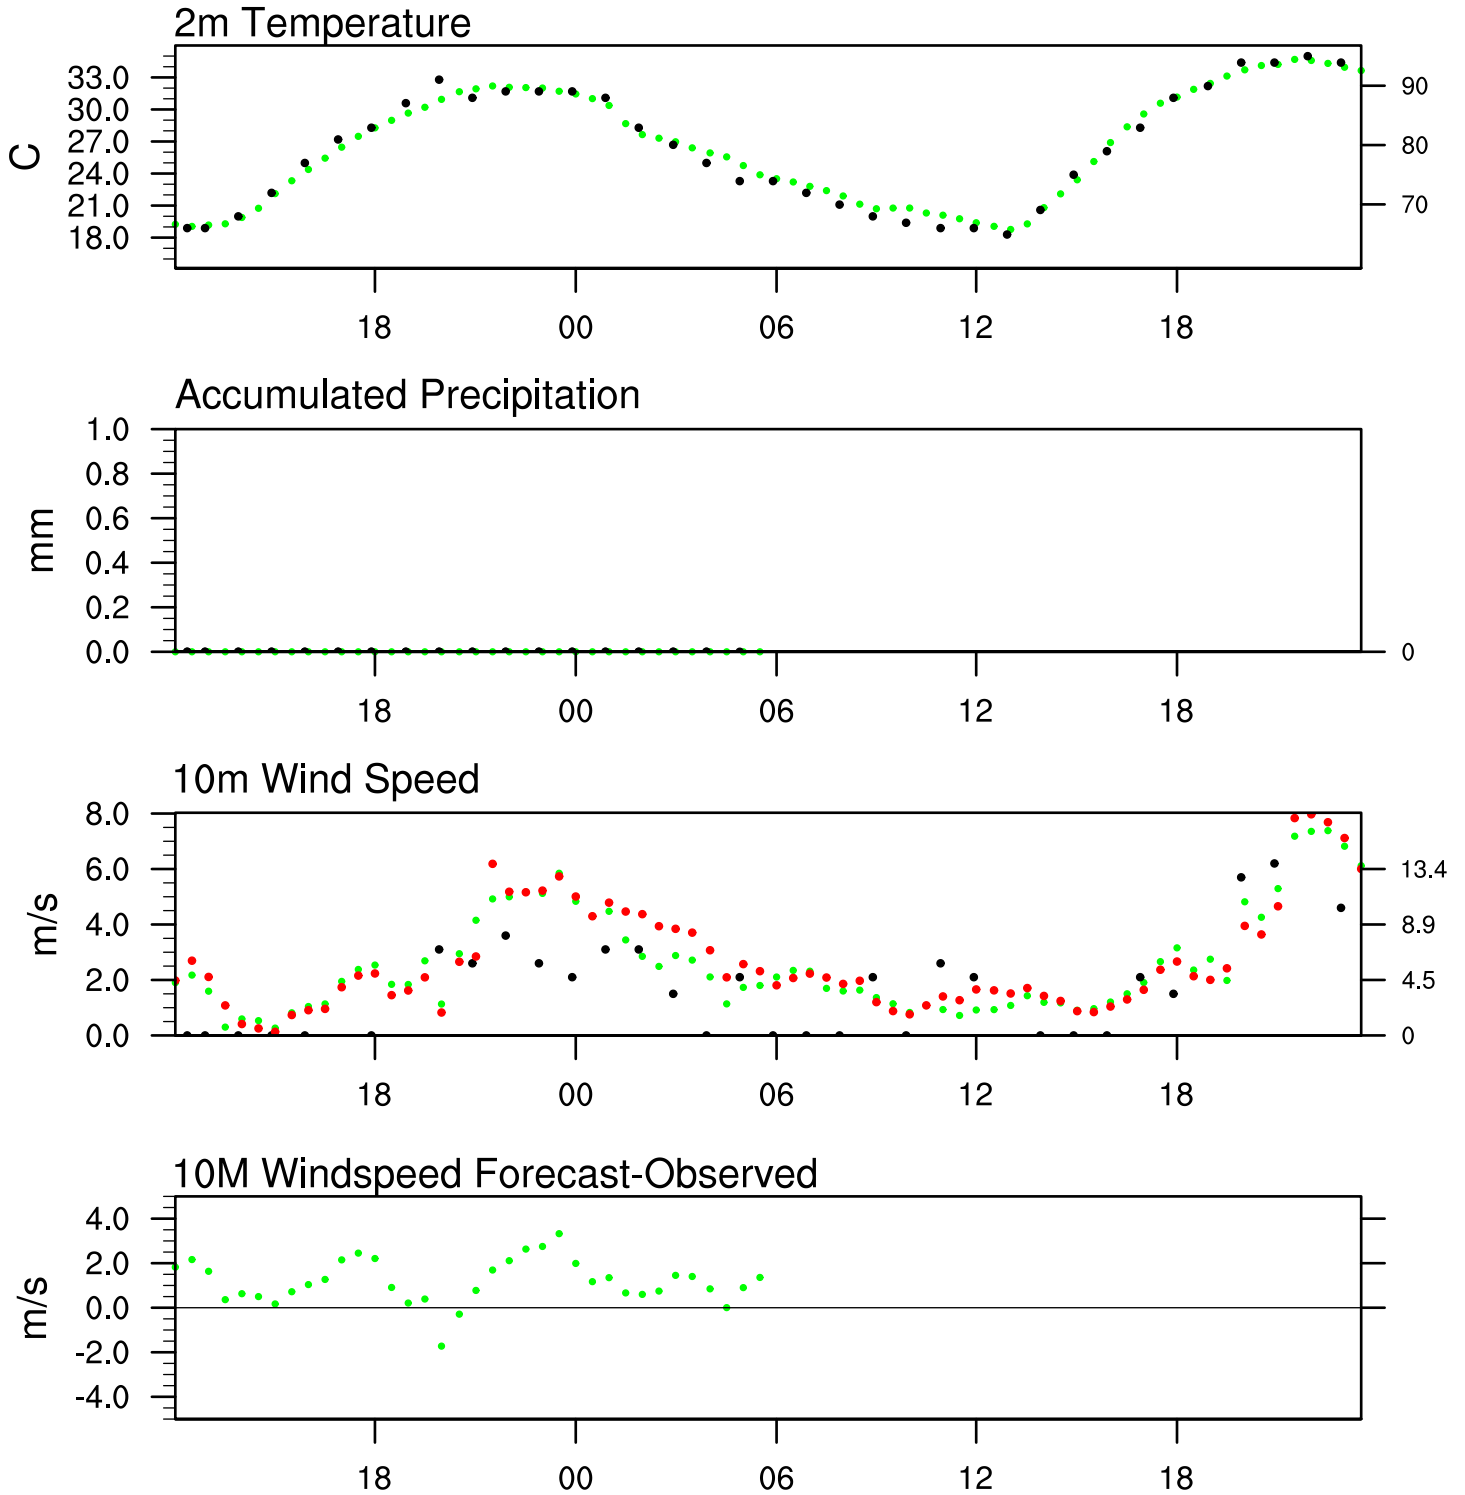 2m Temperature
33.0
30.0
27.0
24.0
21.0
18.0
C
90
80
70
18 00 06 12 18
Accumulated Precipitation
1.0
0.8
0.6
0.4
0.2
0.0
mm
0
18 00 06 12 18
10m Wind Speed
8.0
6.0
4.0
2.0
0.0
m/s
13.4
8.9
4.5
0
18 00 06 12 18
10M Windspeed Forecast-Observed
4.0
2.0
0.0
-2.0
-4.0
m/s
18 00 06 12 18